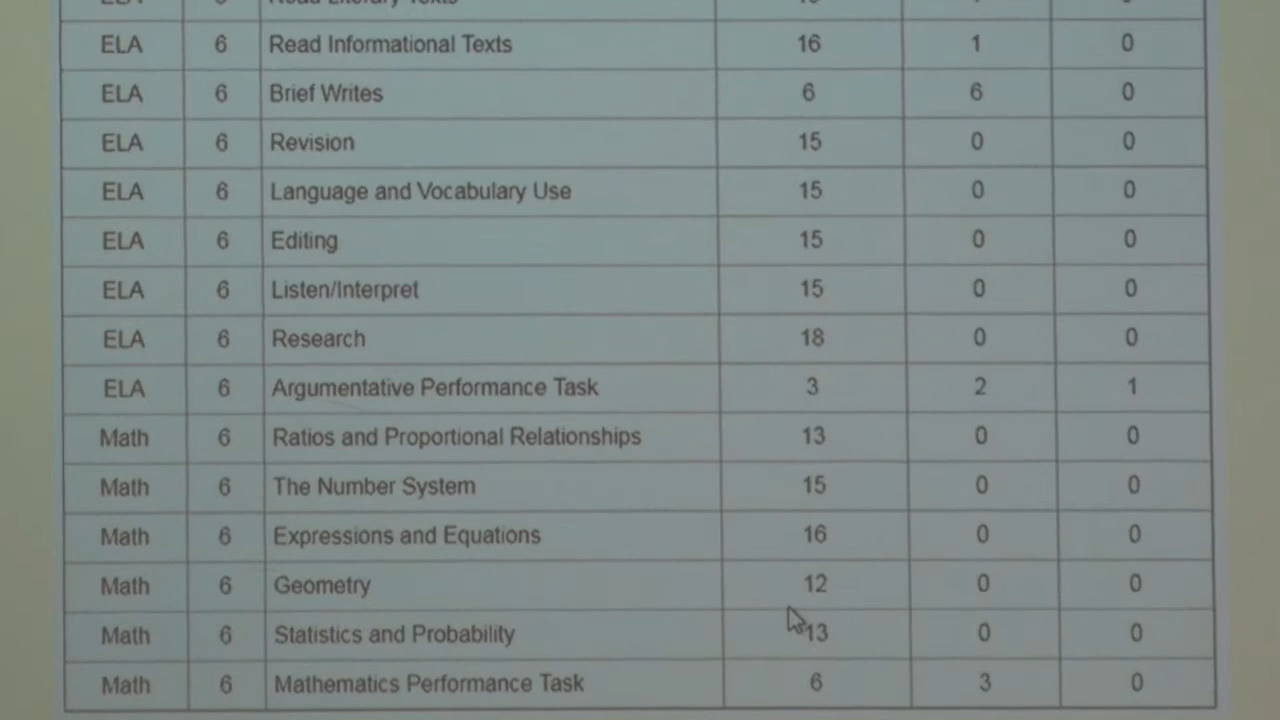 ELA 6 Read Literary Texts
ELA 6 Read Informational Texts 16 1 0
ELA 6 Brief Writes 6 6 0
ELA 6 Revision 15 0 0
ELA 6 Language and Vocabulary Use 15 0 0
ELA 6 Editing 15 0 0
ELA 6 Listen/Interpret 15 0 0
ELA 6 Research 18 0 0
ELA 6 Argumentative Performance Task 3 2 1
Math 6 Ratios and Proportional Relationships 13 0 0
Math 6 The Number System 15 0 0
Math 6 Expressions and Equations 16 0 0
Math 6 Geometry 12 0 0
Math 6 Statistics and Probability 13 0 0
Math 6 Mathematics Performance Task 6 3 0